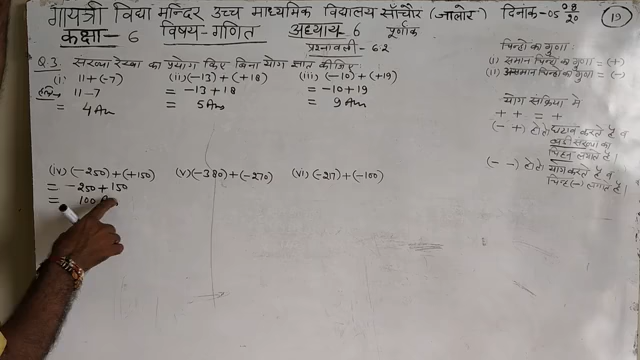 गायत्री विद्या मन्दिर उच्च माध्यमिक विद्यालय साँचौर (जालोर) दिनांक-05 08 20 (19)
कक्षा- 6 विषय-गणित अध्याय 6 पूर्णांक
प्रश्नावली-6.2
Q.3. संख्या रेखा का प्रयोग किए बिना योग ज्ञात कीजिए:
(i) 11+(-7) (ii) (-13)+(+18) (iii) (-10)+(+19)
11-7 = -13+18 = -10+19
= 4 Ans = 5 Ans = 9 Ans
(iv) (-250)+(+150) (v) (-380)+(-270) (vi) (-217)+(-100)
= -250+150
= 100
चिन्हों का गुणा:
(i) समान चिन्हों का गुणा = (+)
(ii) असमान चिन्हों का गुणा = (-)
योग संक्रिया में
+ + = +
(- +) हो तो घटाव करते है व
बड़ी संख्या का
चिह्न लगाते है।
(- -) हो तो योग करते है व
चिन्ह (-) लगाते है।